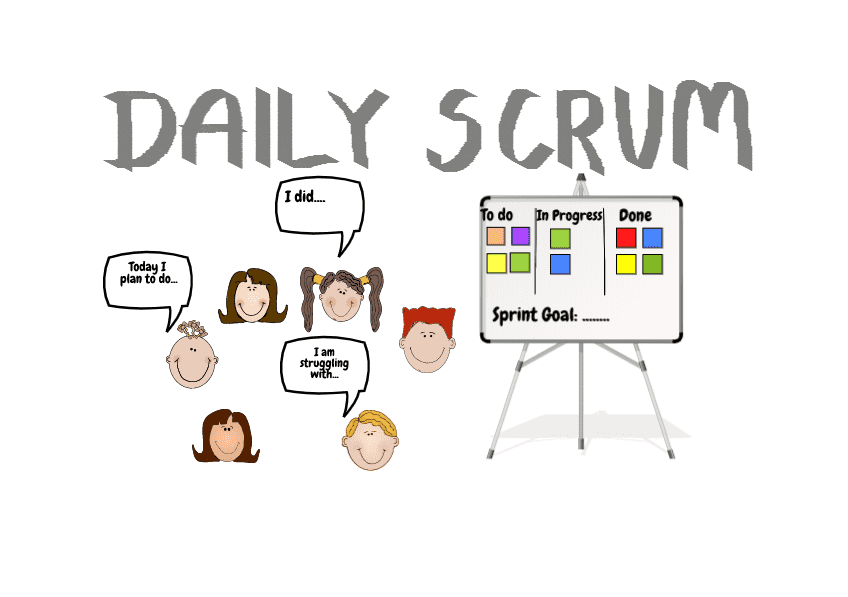 DAILY SCRUM
I did....
Today I
plan to do...
I am
struggling
with...
To do
In Progress
Done
Sprint Goal: ........